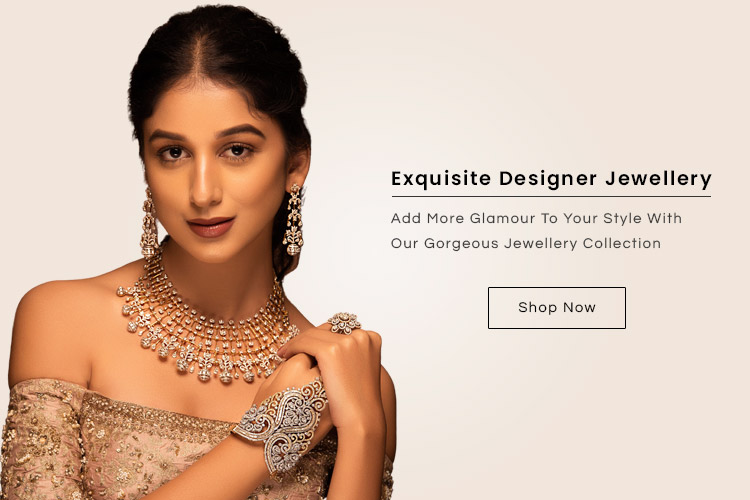 Exquisite Designer Jewellery
Add More Glamour To Your Style With
Our Gorgeous Jewellery Collection
Shop Now